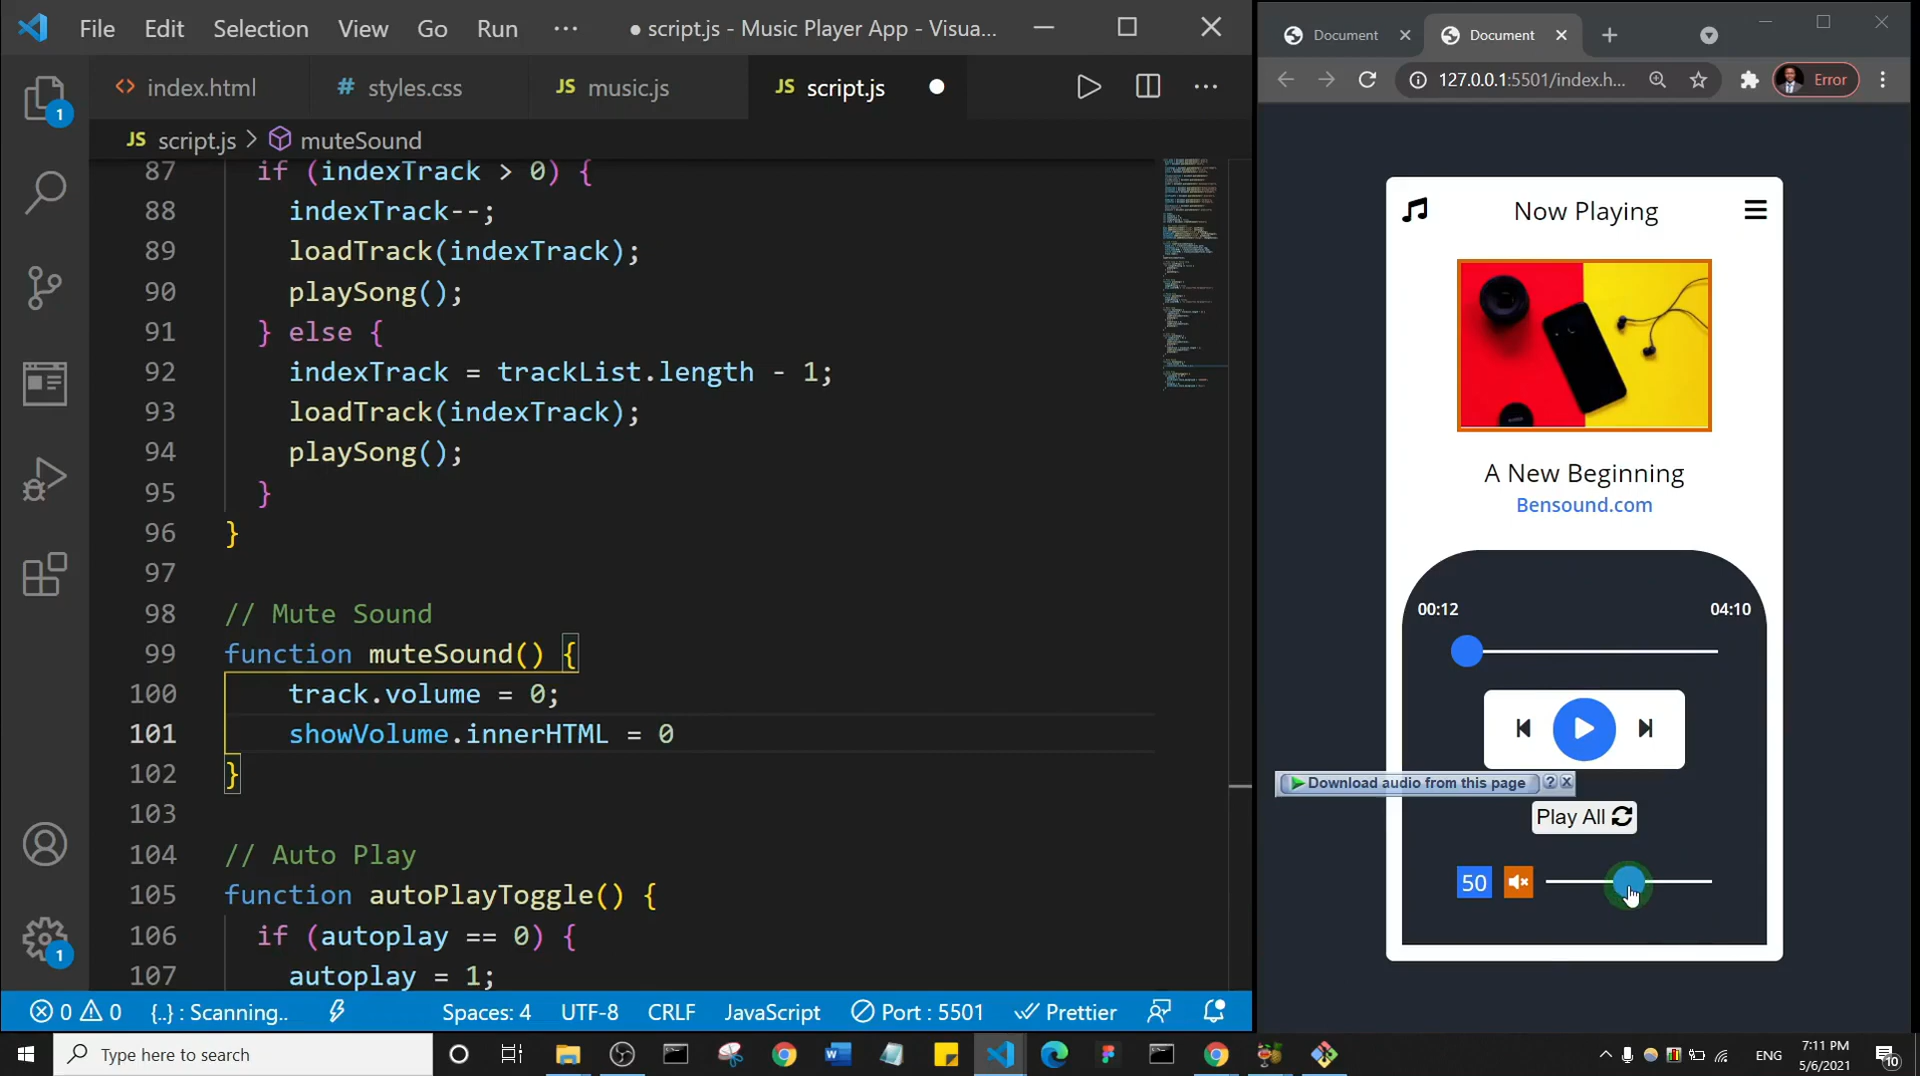 File Edit Selection View Go Run ··· ● script.js - Music Player App - Visua...
index.html # styles.css JS music.js JS script.js ●
JS script.js > muteSound
87 if (indexTrack > 0) {
88 indexTrack--;
89 loadTrack(indexTrack);
90 playSong();
91 } else {
92 indexTrack = trackList.length - 1;
93 loadTrack(indexTrack);
94 playSong();
95 }
96 }
97
98 // Mute Sound
99 function muteSound() {
100 track.volume = 0;
101 showVolume.innerHTML = 0
102 }
103
104 // Auto Play
105 function autoPlayToggle() {
106 if (autoplay == 0) {
107 autoplay = 1;
1
1
0 0 {..} : Scanning.. Spaces: 4 UTF-8 CRLF JavaScript Port : 5501 Prettier
Document Document
127.0.0.1:5501/index.h... Error
Now Playing
A New Beginning
Bensound.com
00:12 04:10
Download audio from this page ? x
Play All
50
Type here to search
ENG 7:11 PM
5/6/2021 10